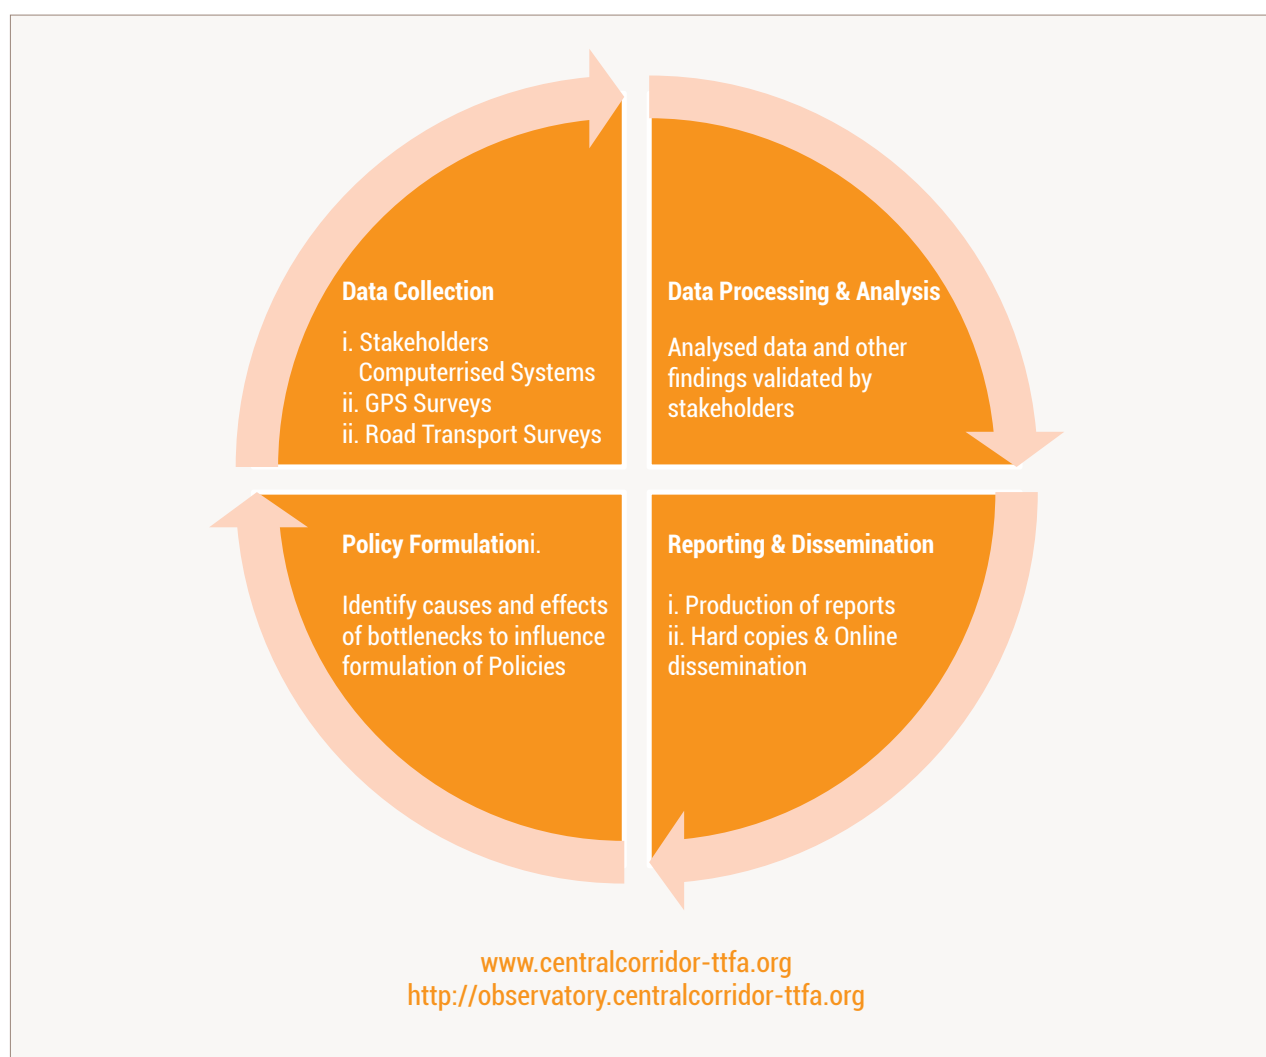 Data Collection
i. Stakeholders
Computerrised Systems
ii. GPS Surveys
ii. Road Transport Surveys
Data Processing & Analysis
Analysed data and other
findings validated by
stakeholders
Policy Formulationi.
Identify causes and effects
of bottlenecks to influence
formulation of Policies
Reporting & Dissemination
i. Production of reports
ii. Hard copies & Online
dissemination
www.centralcorridor-ttfa.org
http://observatory.centralcorridor-ttfa.org